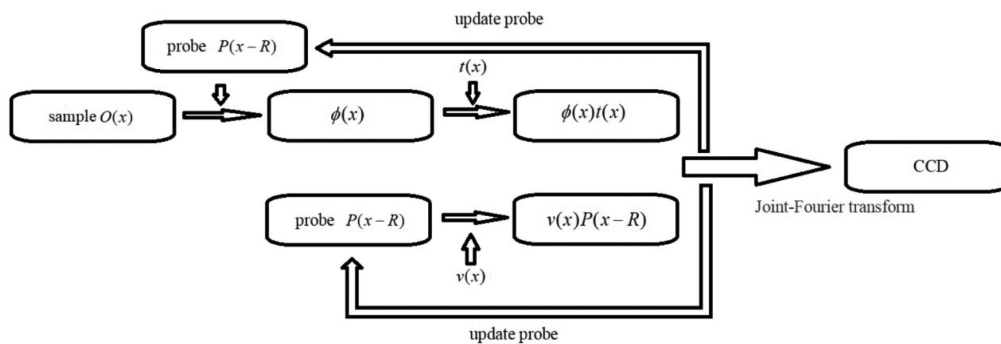 update probe
probe P(x−R)
t(x)
sample O(x)
ϕ(x)
ϕ(x)t(x)
CCD
Joint-Fourier transform
probe P(x−R)
v(x)P(x−R)
v(x)
update probe